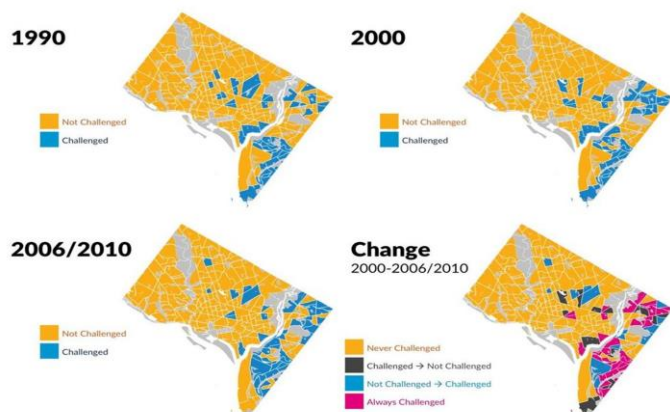 1990
Not Challenged
Challenged
2000
Not Challenged
Challenged
2006/2010
Not Challenged
Challenged
Change
2000-2006/2010
Never Challenged
Challenged → Not Challenged
Not Challenged → Challenged
Always Challenged